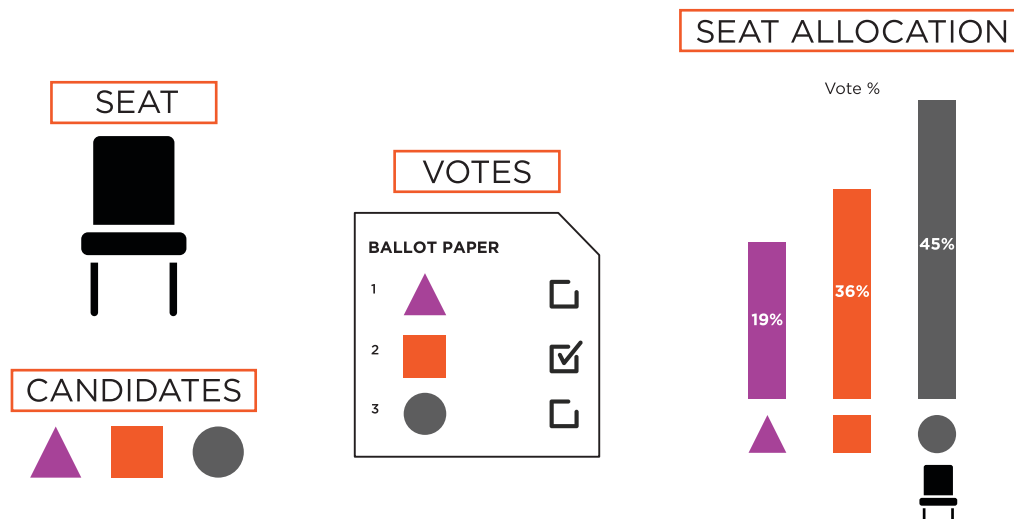 SEAT
CANDIDATES
VOTES
BALLOT PAPER
1
2
3
SEAT ALLOCATION
Vote %
19%
36%
45%